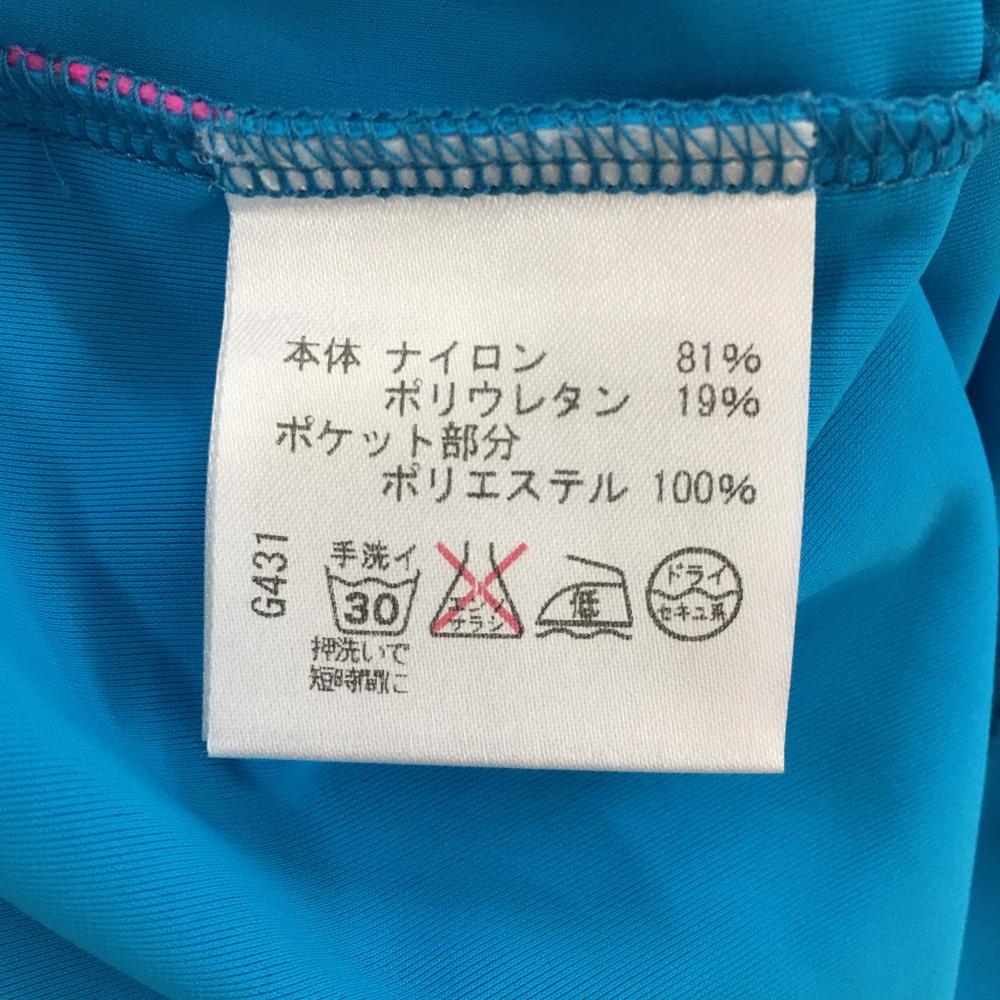 本体 ナイロン 81%
ポリウレタン 19%
ポケット部分
ポリエステル 100%
G431
手洗イ
30
押洗いで
短時間に
エンソ
サラシ
低
ドライ
セキユ系